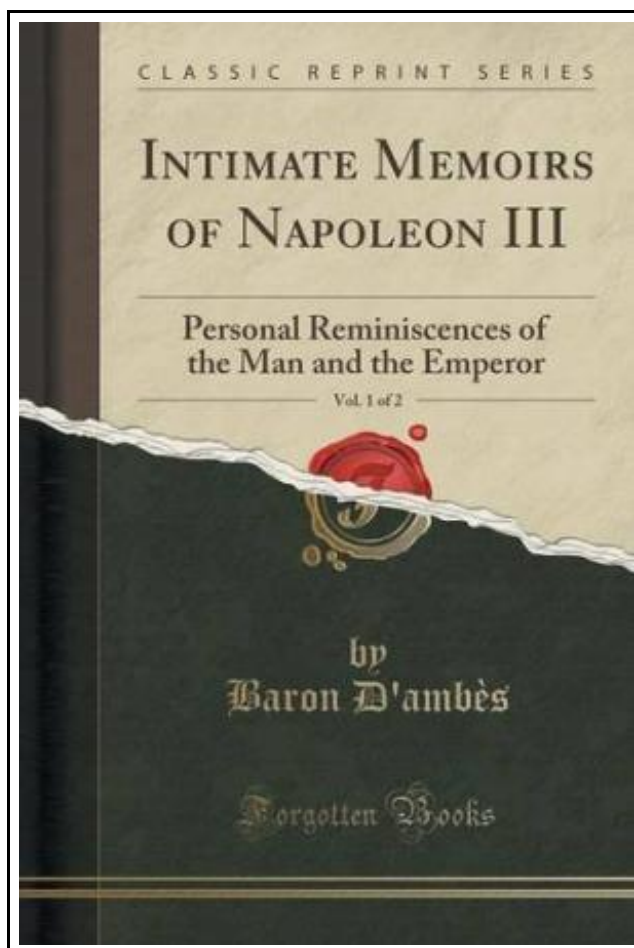 CLASSIC REPRINT SERIES
INTIMATE MEMOIRS
OF NAPOLEON III
Personal Reminiscences of
the Man and the Emperor
Vol. 1 of 2
by
Baron D'ambès
Forgotten Books